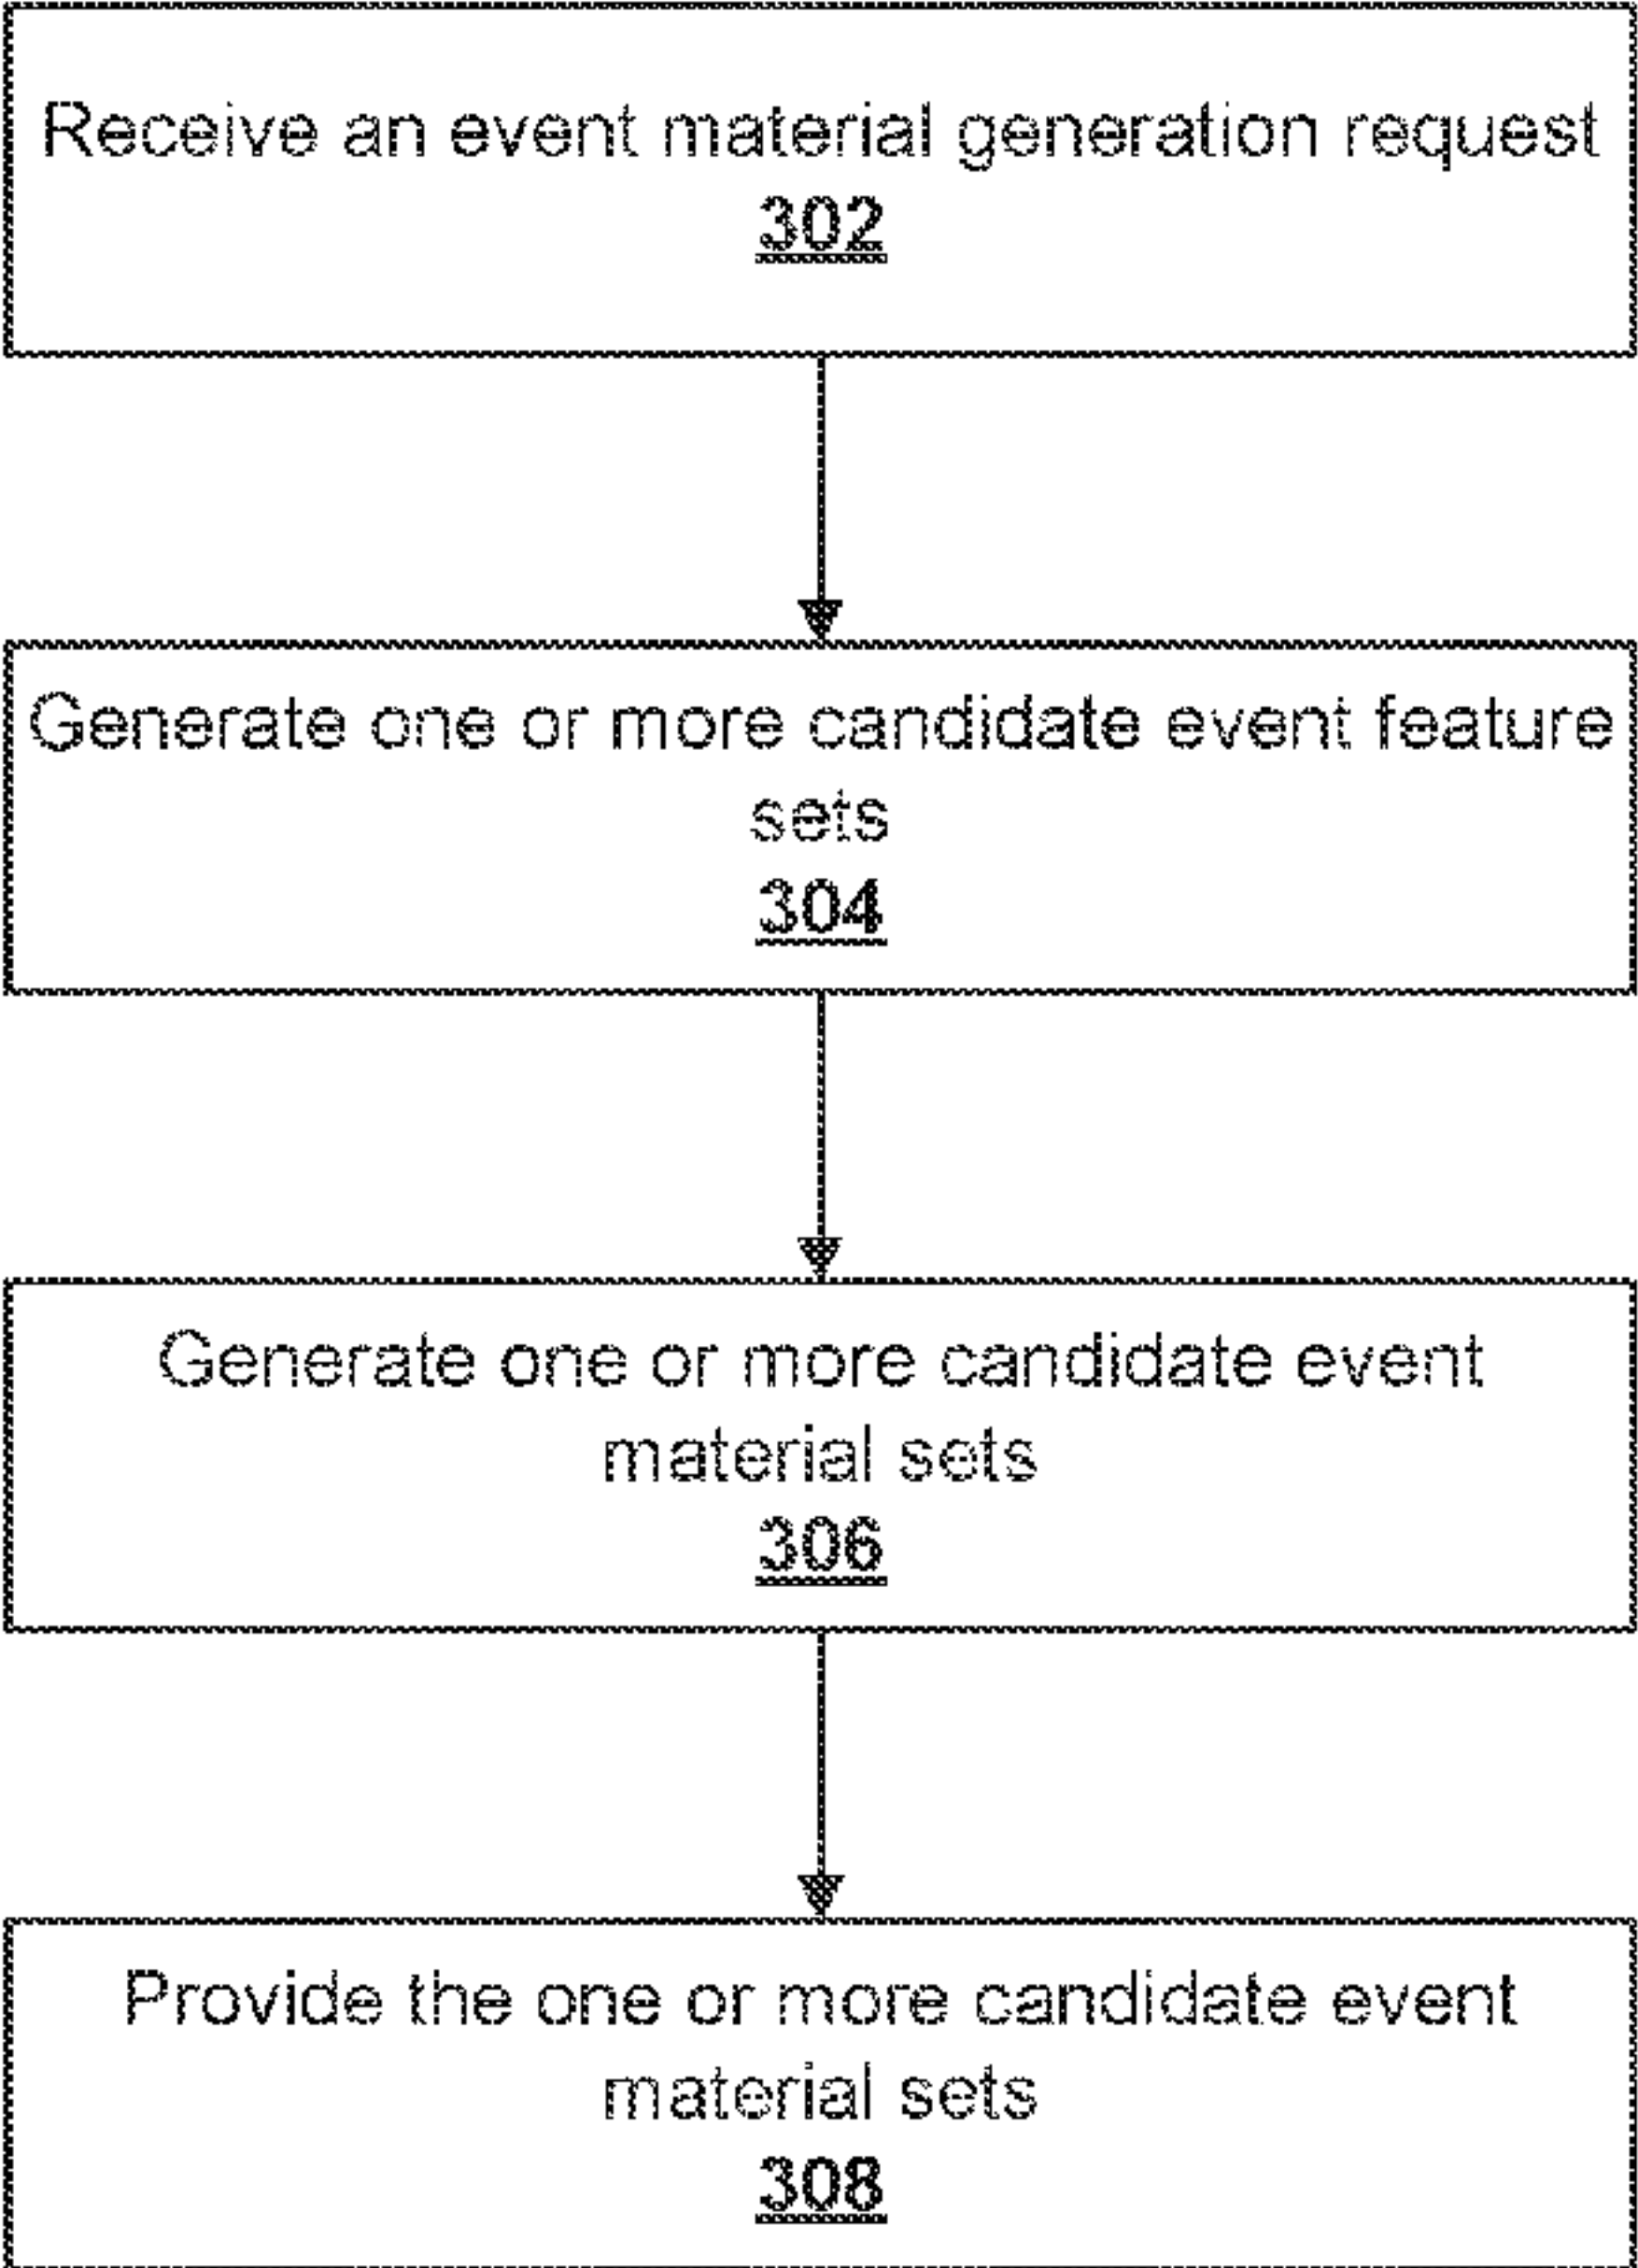 Receive an event material generation request
302
Generate one or more candidate event feature
sets
304
Generate one or more candidate event
material sets
306
Provide the one or more candidate event
material sets
308